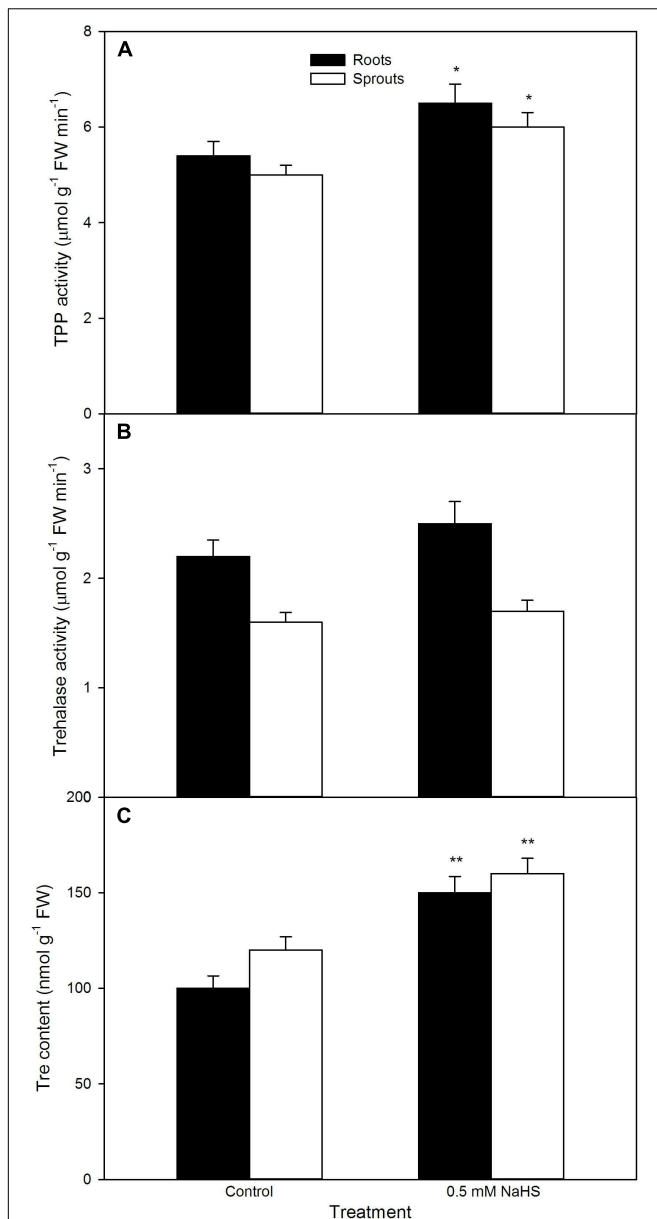 A
Roots
Sprouts
8
6
4
2
0
TPP activity (μmol g⁻¹ FW min⁻¹)
*
*
B
3
2
1
0
Trehalase activity (μmol g⁻¹ FW min⁻¹)
C
200
150
100
50
0
Tre content (nmol g⁻¹ FW)
**
**
Control
0.5 mM NaHS
Treatment